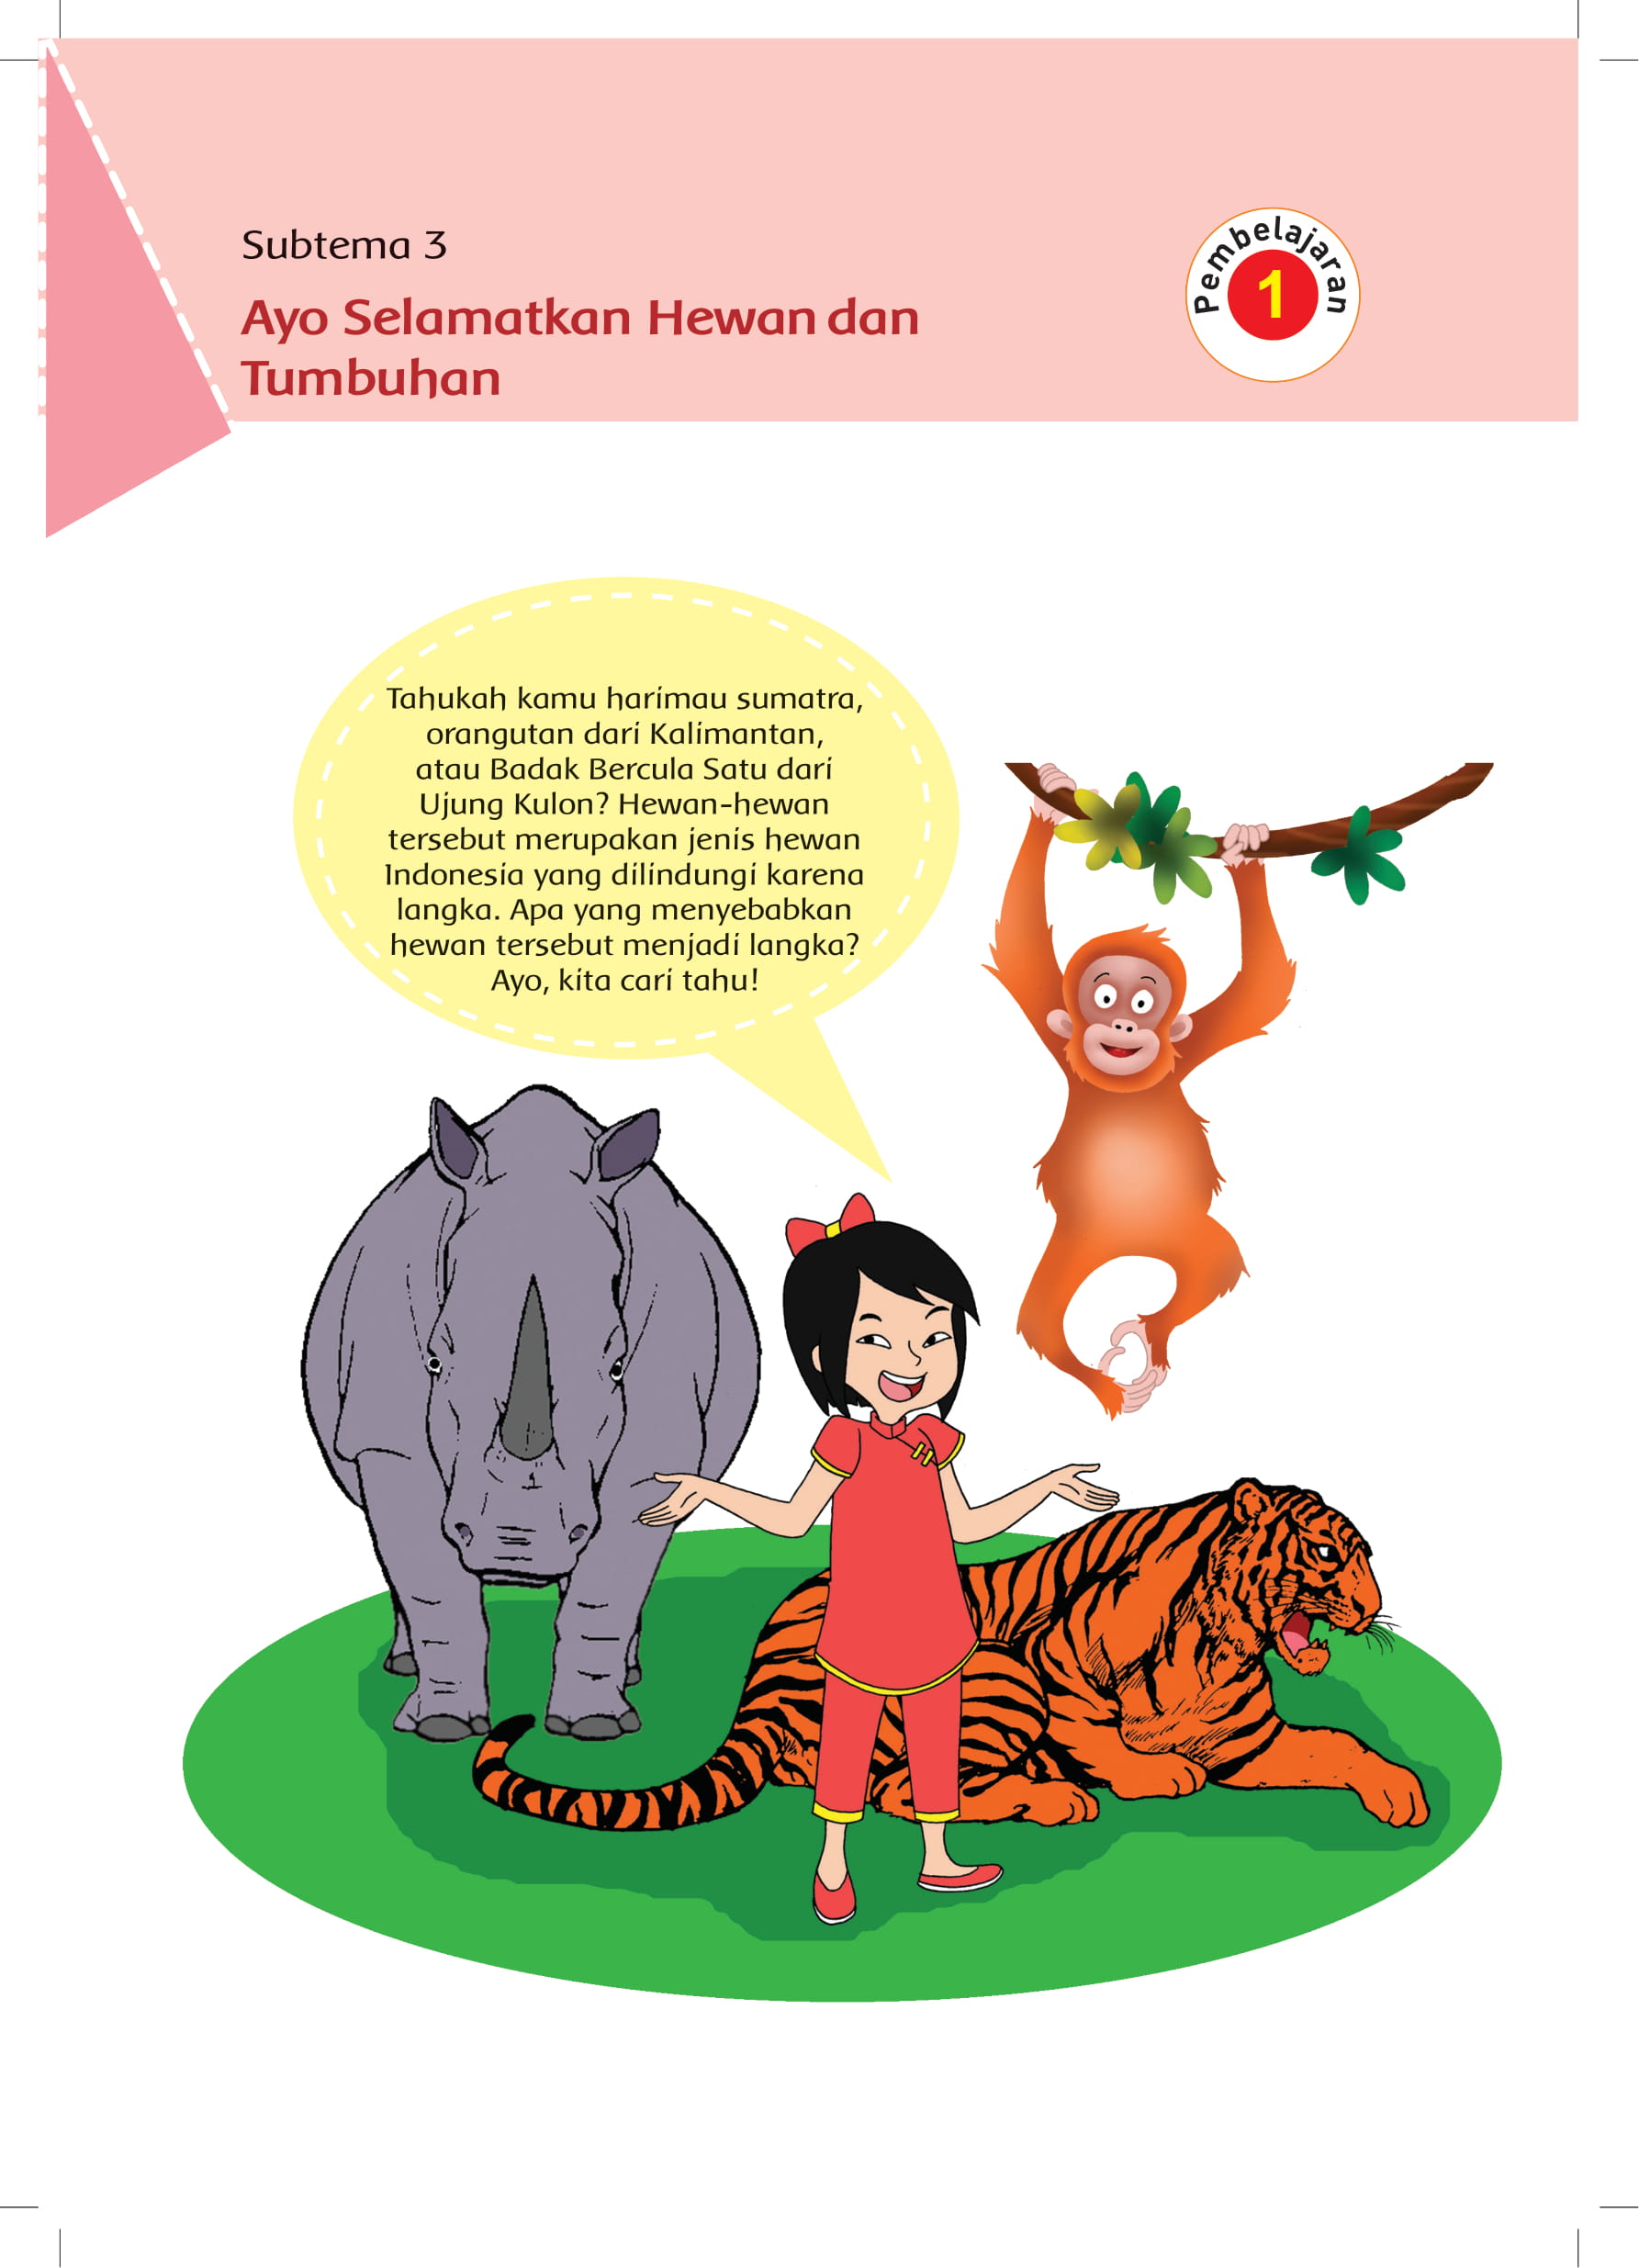 Subtema 3
Ayo Selamatkan Hewan dan
Tumbuhan
Pembelajaran
1
Tahukah kamu harimau sumatra,
orangutan dari Kalimantan,
atau Badak Bercula Satu dari
Ujung Kulon? Hewan-hewan
tersebut merupakan jenis hewan
Indonesia yang dilindungi karena
langka. Apa yang menyebabkan
hewan tersebut menjadi langka?
Ayo, kita cari tahu!